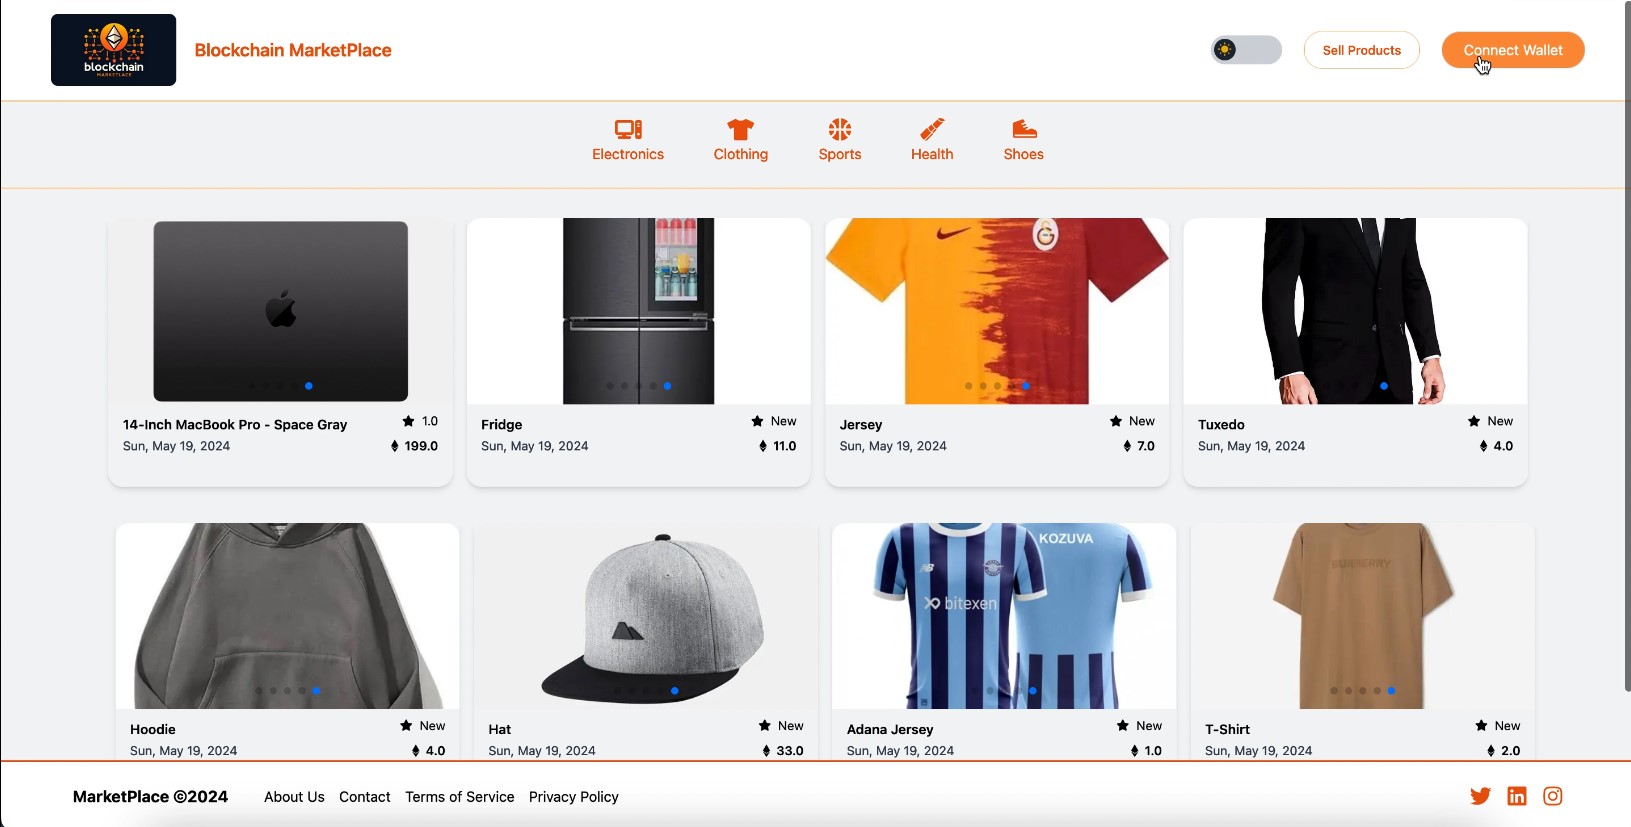 blockchain
MARKETPLACE
Blockchain MarketPlace
Sell Products
Connect Wallet
Electronics
Clothing
Sports
Health
Shoes
14-Inch MacBook Pro - Space Gray
1.0
Sun, May 19, 2024
199.0
Fridge
New
Sun, May 19, 2024
11.0
Jersey
New
Sun, May 19, 2024
7.0
Tuxedo
New
Sun, May 19, 2024
4.0
KOZUVA
bitexen
BURBERRY
Hoodie
New
Sun, May 19, 2024
4.0
Hat
New
Sun, May 19, 2024
33.0
Adana Jersey
New
Sun, May 19, 2024
1.0
T-Shirt
New
Sun, May 19, 2024
2.0
MarketPlace ©2024
About Us
Contact
Terms of Service
Privacy Policy